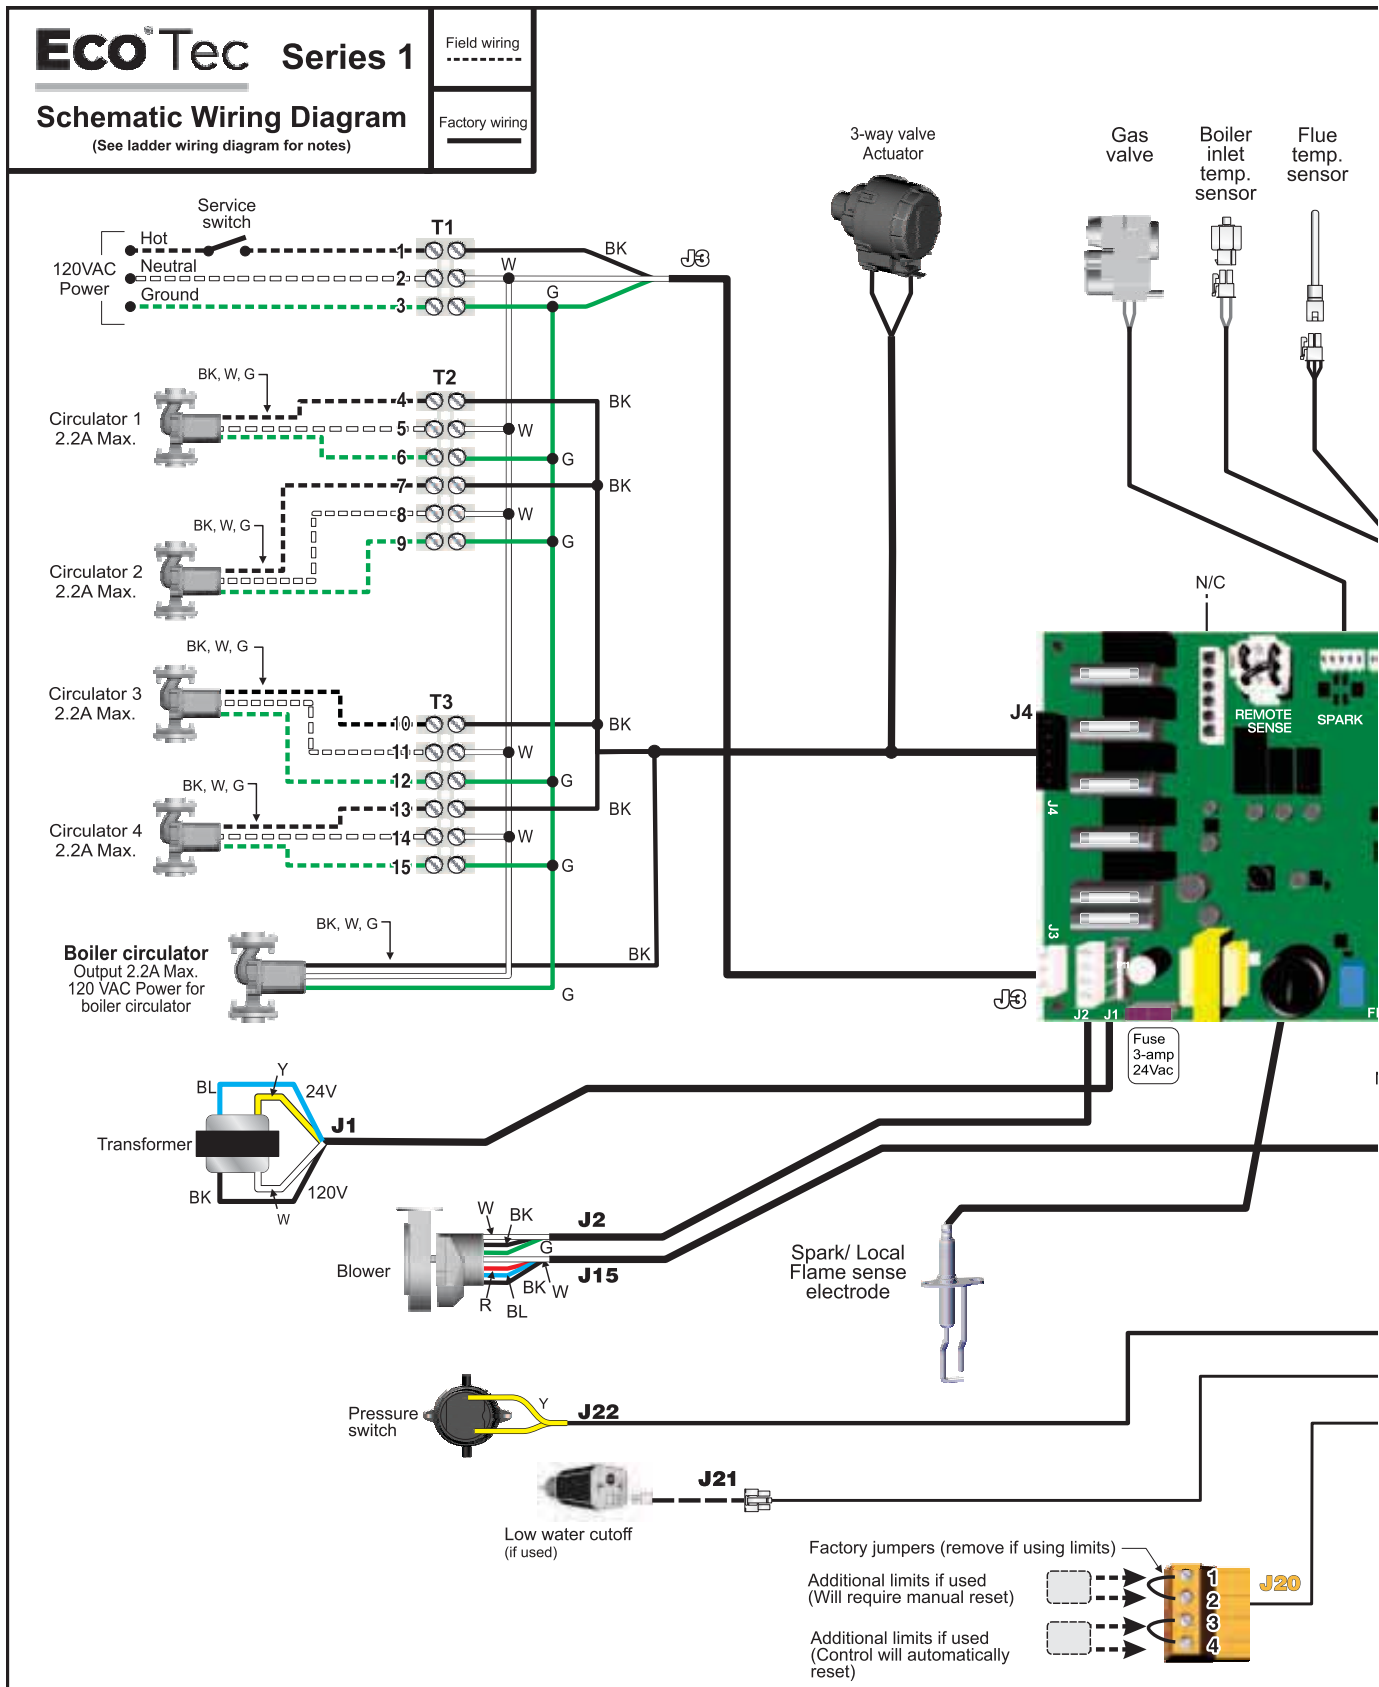 ECO Tec Series 1
Schematic Wiring Diagram
(See ladder wiring diagram for notes)
Field wiring
Factory wiring
3-way valve
Actuator
Gas
valve
Boiler
inlet
temp.
sensor
Flue
temp.
sensor
Service
switch
Hot
120VAC
Power
Neutral
Ground
T1
1
2
3
BK
W
G
J3
T2
BK, W, G
Circulator 1
2.2A Max.
4
5
6
7
8
9
BK
W
G
BK
W
G
BK, W, G
Circulator 2
2.2A Max.
N/C
BK, W, G
Circulator 3
2.2A Max.
T3
10
11
12
13
14
15
BK
W
G
BK
W
G
BK, W, G
Circulator 4
2.2A Max.
J4
REMOTE
SENSE
SPARK
J4
J3
Boiler circulator
Output 2.2A Max.
120 VAC Power for
boiler circulator
BK, W, G
BK
G
J3
J2
J1
Fuse
3-amp
24Vac
BL
Y
24V
Transformer
J1
BK
W
120V
Blower
W
BK
G
J2
J15
R
BL
BK
W
Spark/ Local
Flame sense
electrode
Pressure
switch
Y
J22
J21
Low water cutoff
(if used)
Factory jumpers (remove if using limits)
Additional limits if used
(Will require manual reset)
Additional limits if used
(Control will automatically
reset)
1
2
3
4
J20